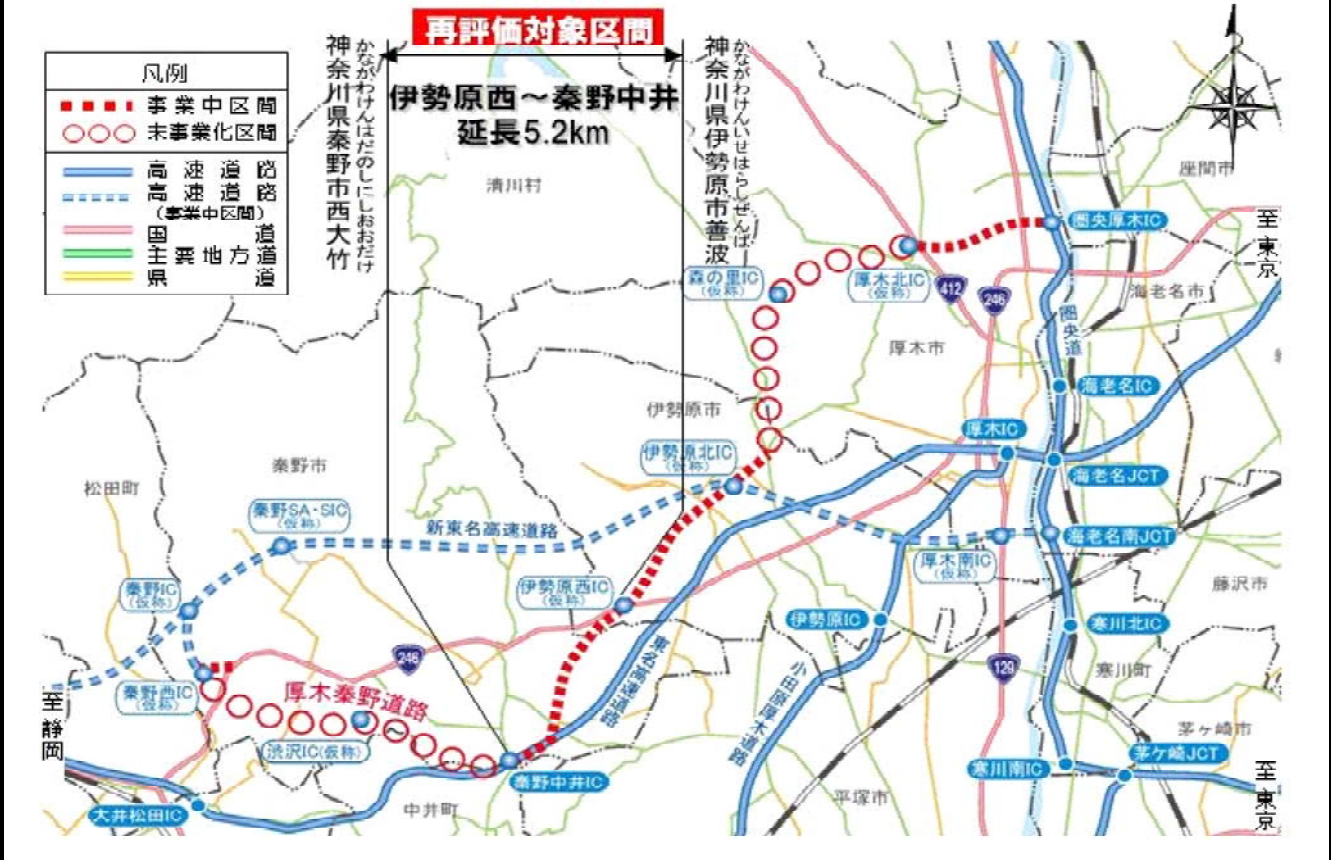 再評価対象区間
伊勢原西～秦野中井
延長5.2km
かながわけんはだのしにしおおだけ
神奈川県秦野市西大竹
かながわけんいせはらしぜんば
神奈川県伊勢原市善波
凡例
事業中区間
未事業化区間
高速道路
高速道路
（事業中区間）
国道
主要地方道
県道
清川村
座間市
圏央厚木IC
至東京
森の里IC
（仮称）
厚木北IC
（仮称）
412
246
海老名市
圏央道
厚木市
海老名IC
伊勢原市
厚木IC
伊勢原北IC
（仮称）
海老名JCT
秦野市
松田町
秦野SA・SIC
（仮称）
新東名高速道路
海老名南JCT
厚木南IC
（仮称）
秦野IC
（仮称）
伊勢原西IC
（仮称）
藤沢市
伊勢原IC
寒川北IC
246
東名高速道路
129
寒川町
秦野西IC
（仮称）
厚木秦野道路
小田原厚木道路
至静岡
渋沢IC(仮称)
～
茅ヶ崎市
茅ケ崎JCT
寒川南IC
秦野中井IC
至東京
平塚市
中井町
大井松田IC